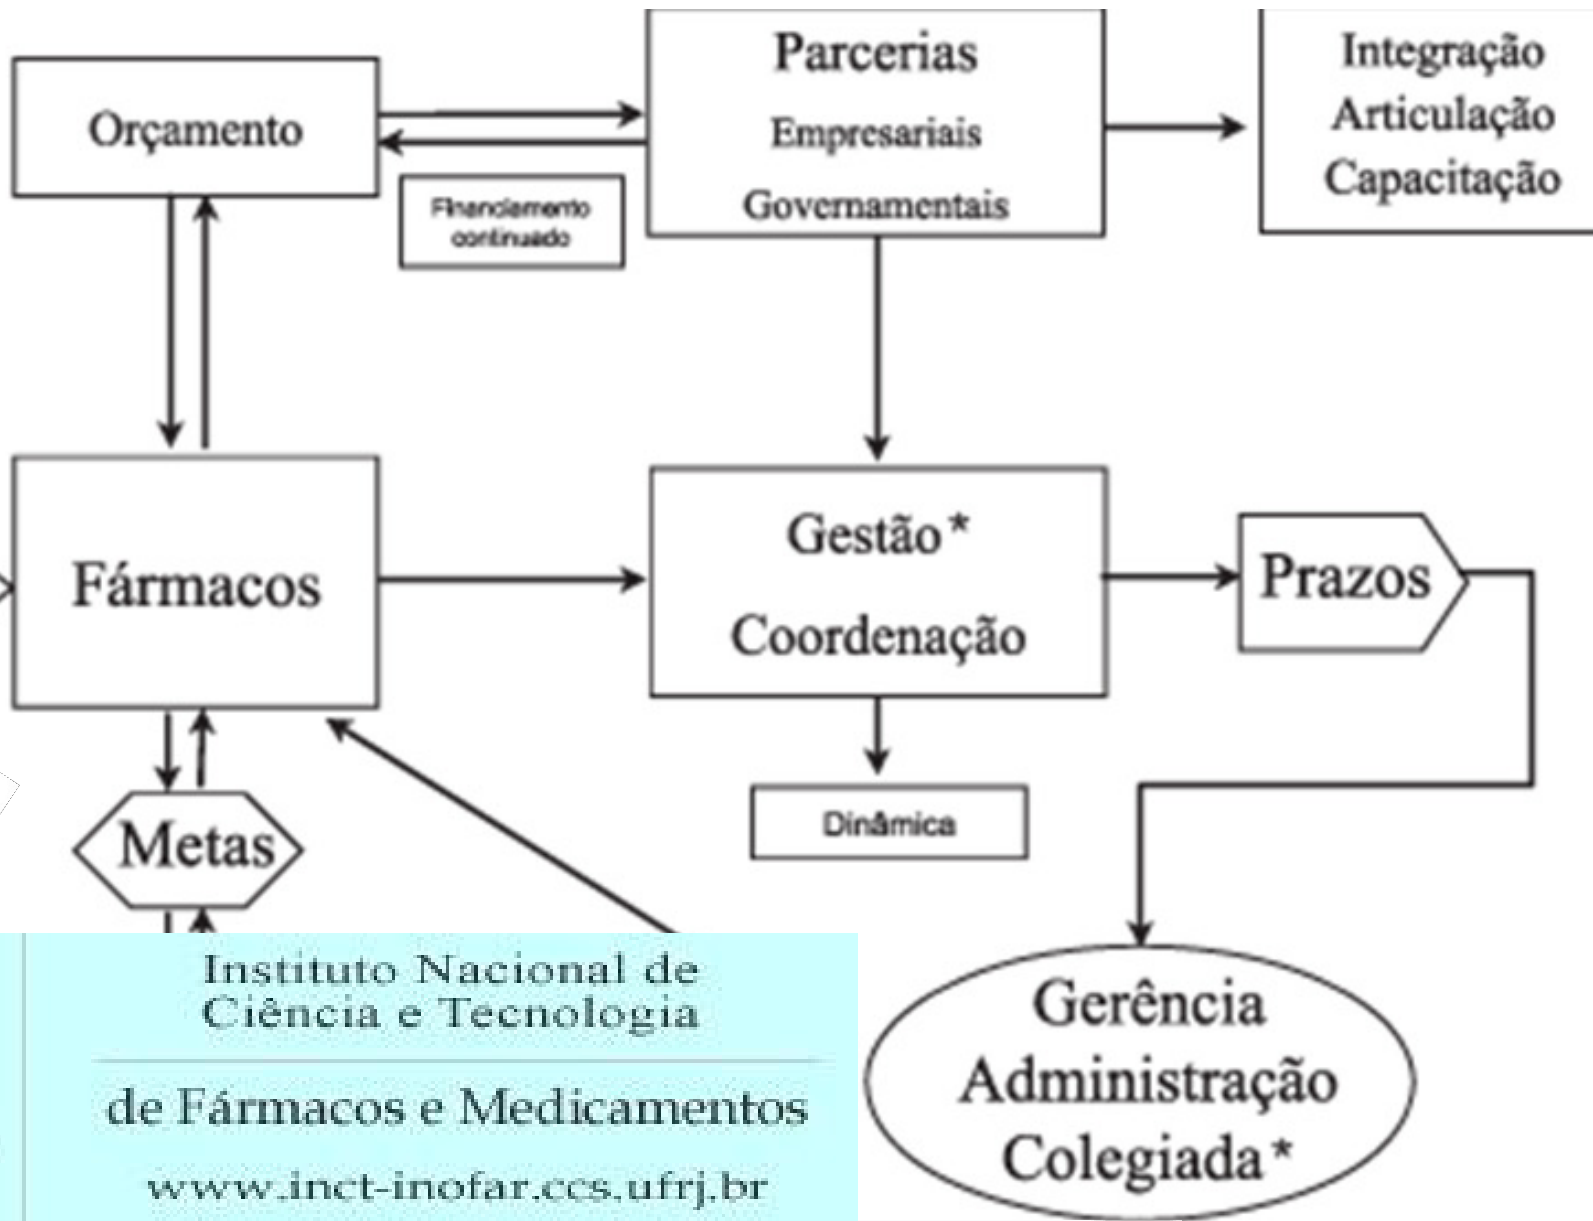 Orçamento
Parcerias
Empresariais
Governamentais
Integração
Articulação
Capacitação
Financiamento
continuado
Fármacos
Gestão*
Coordenação
Prazos
Dinâmica
Metas
Gerência
Administração
Colegiada*
Instituto Nacional de
Ciência e Tecnologia
de Fármacos e Medicamentos
www.inct-inofar.ccs.ufrj.br